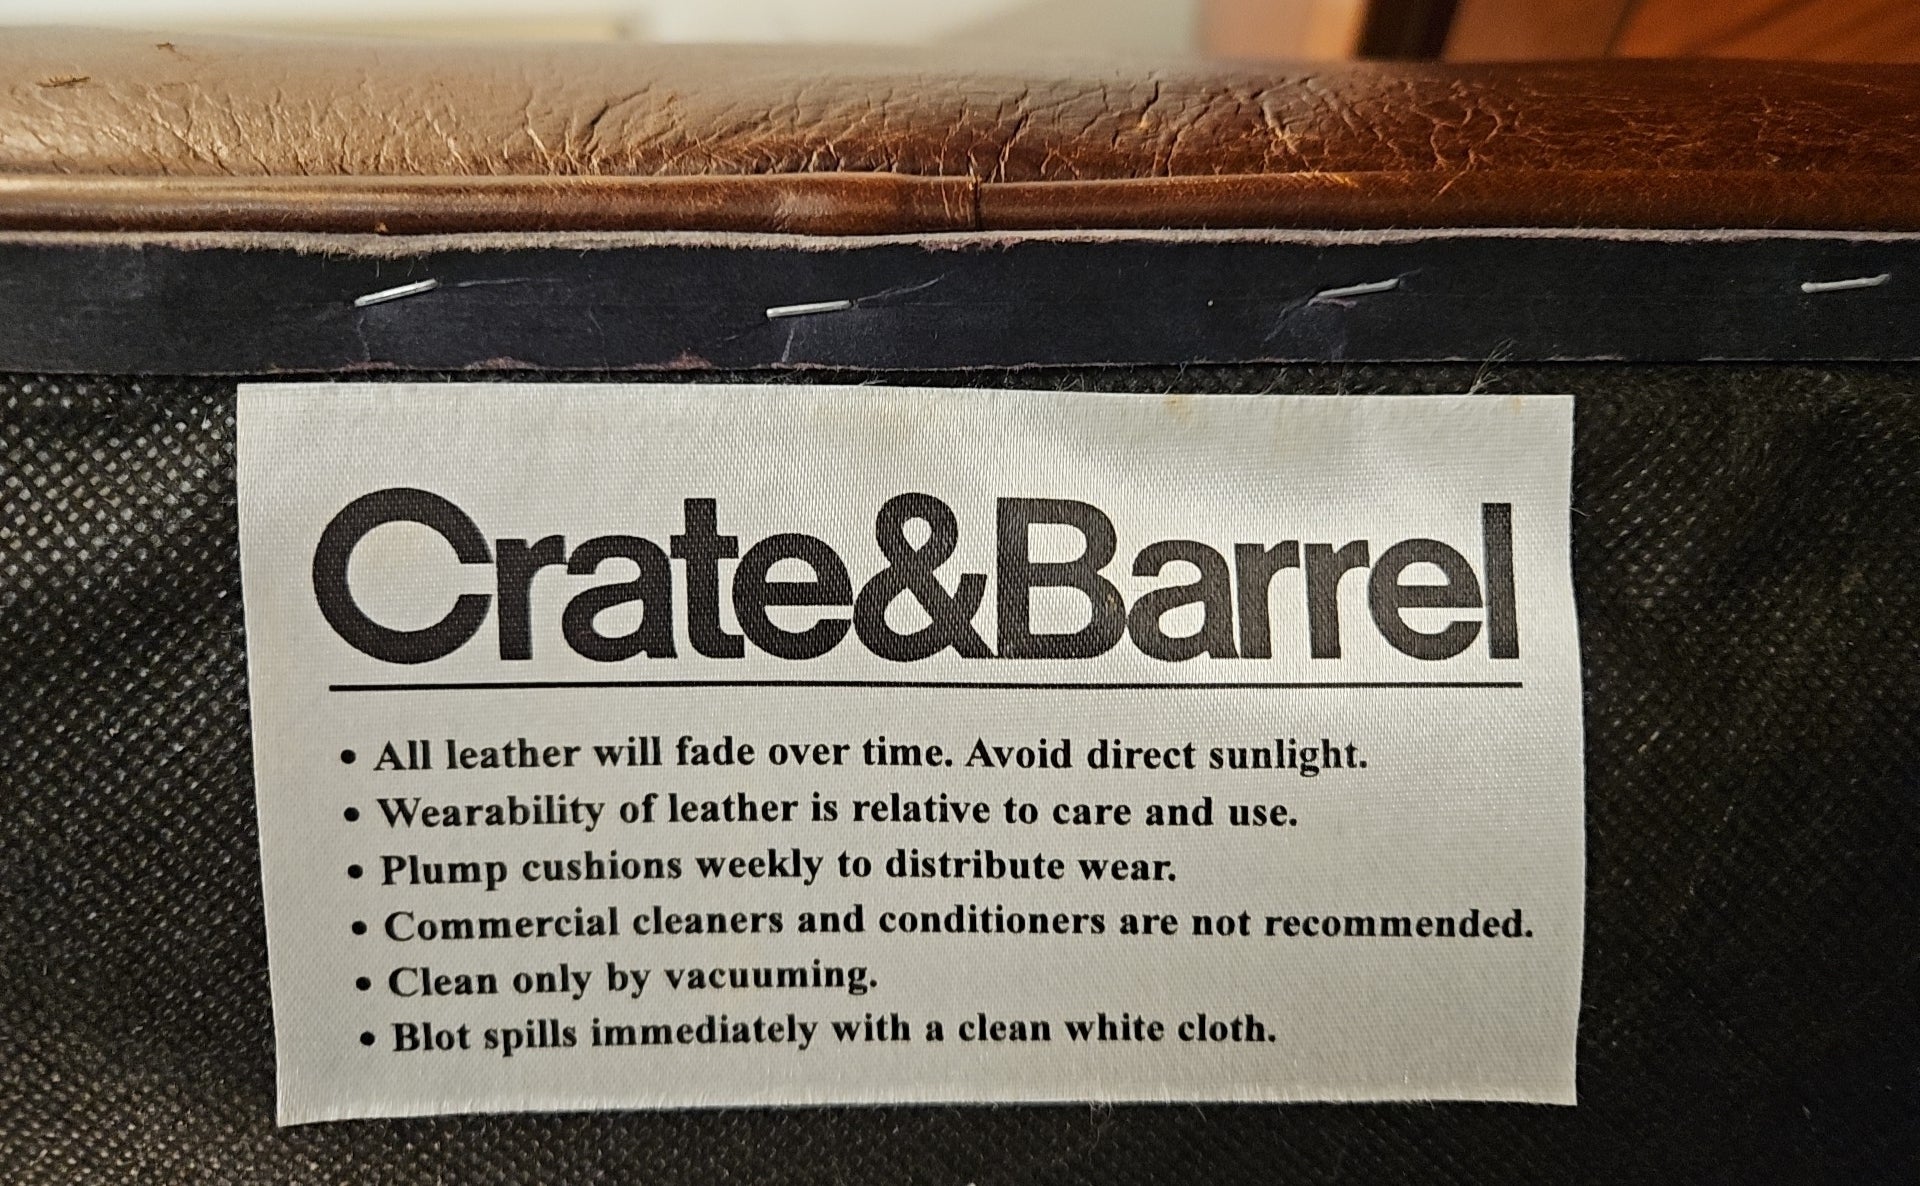 Crate&Barrel
• All leather will fade over time. Avoid direct sunlight.
• Wearability of leather is relative to care and use.
• Plump cushions weekly to distribute wear.
• Commercial cleaners and conditioners are not recommended.
• Clean only by vacuuming.
• Blot spills immediately with a clean white cloth.